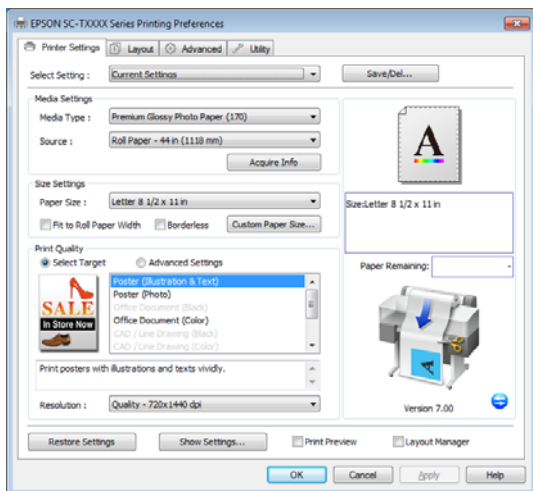 EPSON SC-TXXXX Series Printing Preferences
Printer Settings Layout Advanced Utility
Select Setting : Current Settings Save/Del...
Media Settings
Media Type : Premium Glossy Photo Paper (170)
Source : Roll Paper - 44 in (1118 mm)
Acquire Info
A
Size Settings
Paper Size : Letter 8 1/2 x 11 in
Fit to Roll Paper Width Borderless Custom Paper Size...
Size:Letter 8 1/2 x 11 in
Print Quality
Select Target Advanced Settings
SALE
In Store Now
Poster (Illustration & Text)
Poster (Photo)
Office Document (Black)
Office Document (Color)
CAD / Line Drawing (Black)
CAD / Line Drawing (Color)
Print posters with illustrations and texts vividly.
Resolution : Quality - 720x1440 dpi
Paper Remaining: -
A
Version 7.00
Restore Settings Show Settings... Print Preview Layout Manager
OK Cancel Apply Help